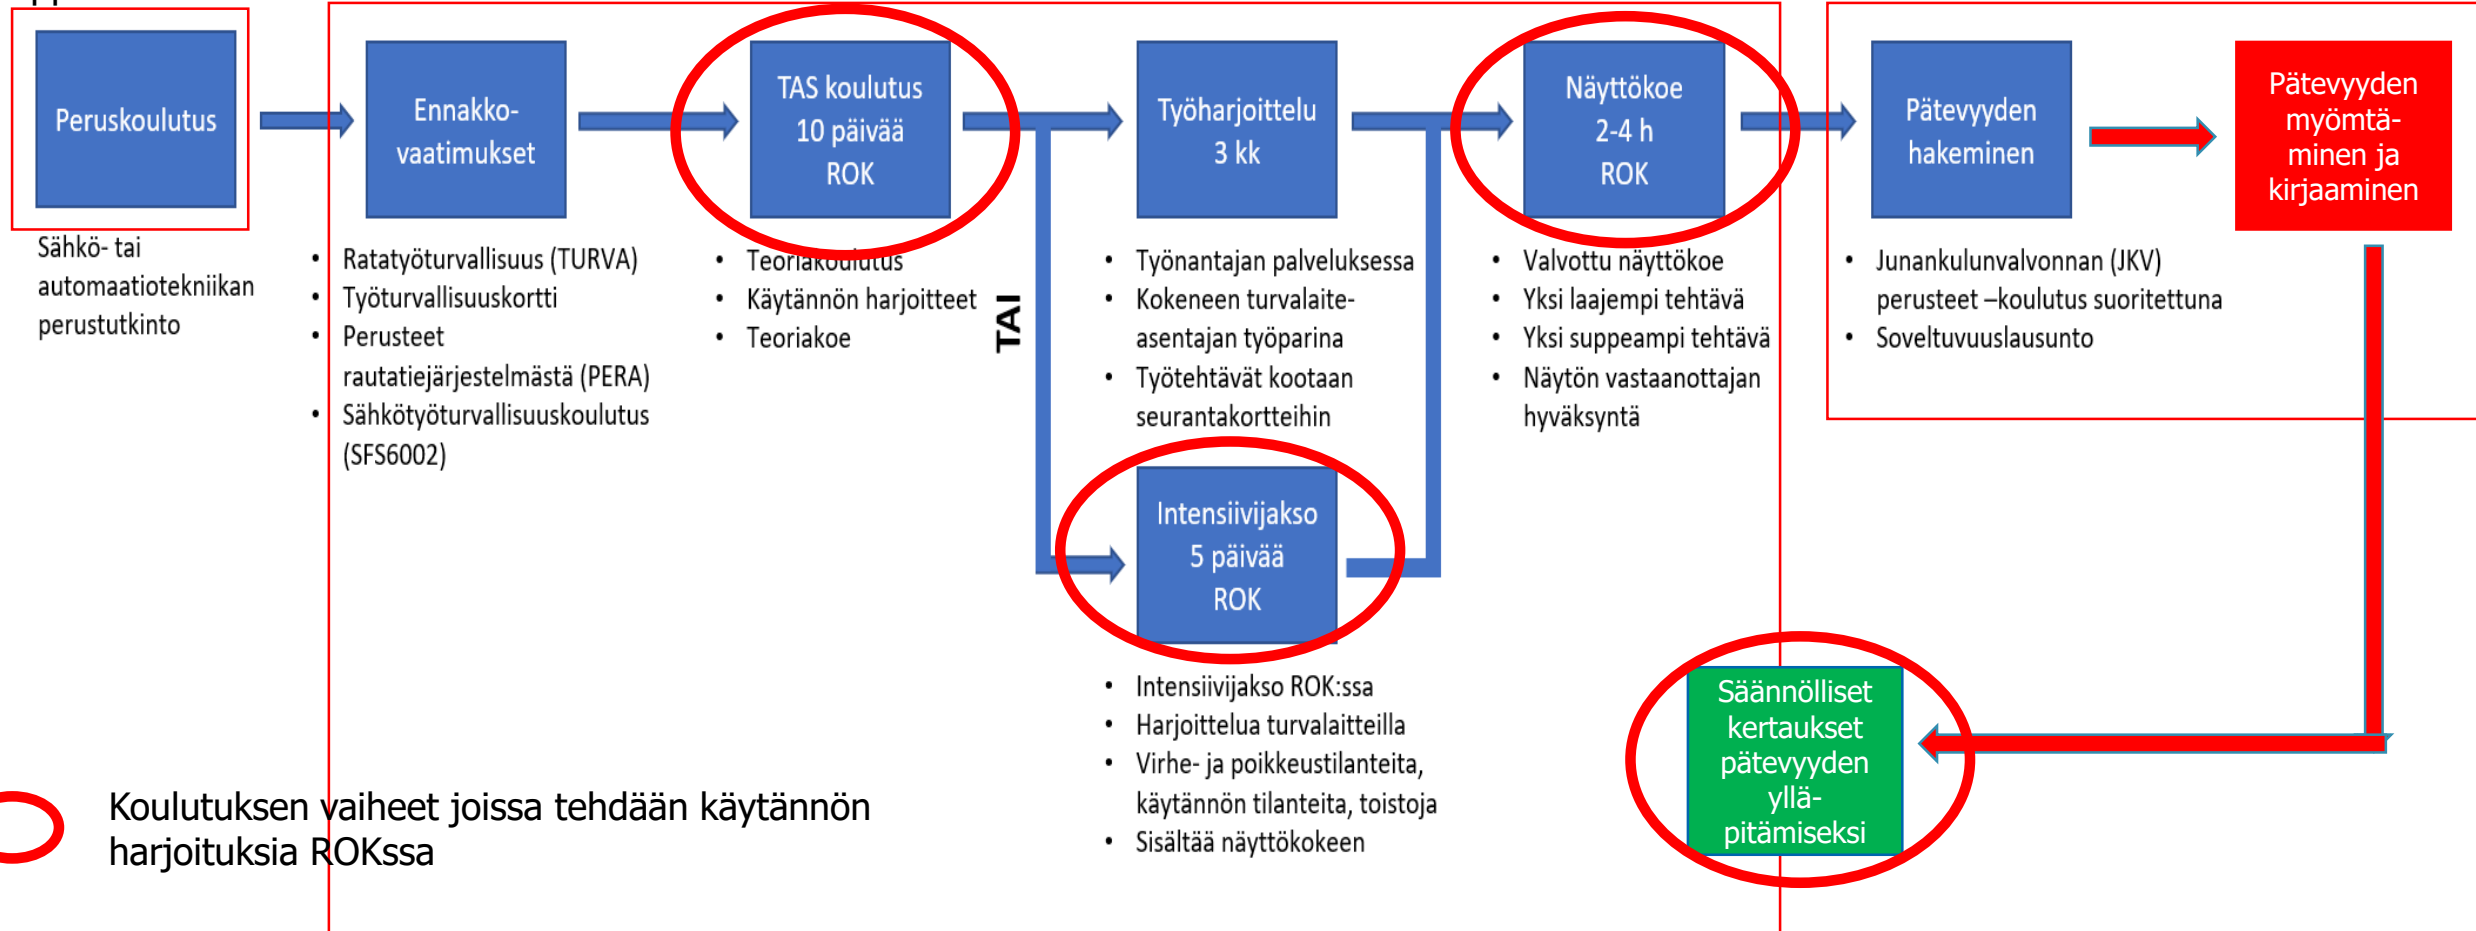 Peruskoulutus
Sähkö- tai
automaatiotekniikan
perustutkinto
Ennakko-
vaatimukset
• Ratatyöturvallisuus (TURVA)
• Työturvallisuuskortti
• Perusteet
rautatiejärjestelmästä (PERA)
• Sähkötyöturvallisuuskoulutus
(SFS6002)
TAS koulutus
10 päivää
ROK
• Teoriakoulutus
• Käytännön harjoitteet
• Teoriakoe
TAI
Työharjoittelu
3 kk
• Työnantajan palveluksessa
• Kokeneen turvalaite-
asentajan työparina
• Työtehtävät kootaan
seurantakortteihin
Intensiivijakso
5 päivää
ROK
• Intensiivijakso ROK:ssa
• Harjoittelua turvalaitteilla
• Virhe- ja poikkeustilanteita,
käytännön tilanteita, toistoja
• Sisältää näyttökokeen
Näyttökoe
2-4 h
ROK
• Valvottu näyttökoe
• Yksi laajempi tehtävä
• Yksi suppeampi tehtävä
• Näytön vastaanottajan
hyväksyntä
Pätevyyden
hakeminen
• Junankulunvalvonnan (JKV)
perusteet –koulutus suoritettuna
• Soveltuvuuslausunto
Pätevyyden
myömtä-
minen ja
kirjaaminen
Säännölliset
kertaukset
pätevyyden
yllä-
pitämiseksi
Koulutuksen vaiheet joissa tehdään käytännön
harjoituksia ROKssa